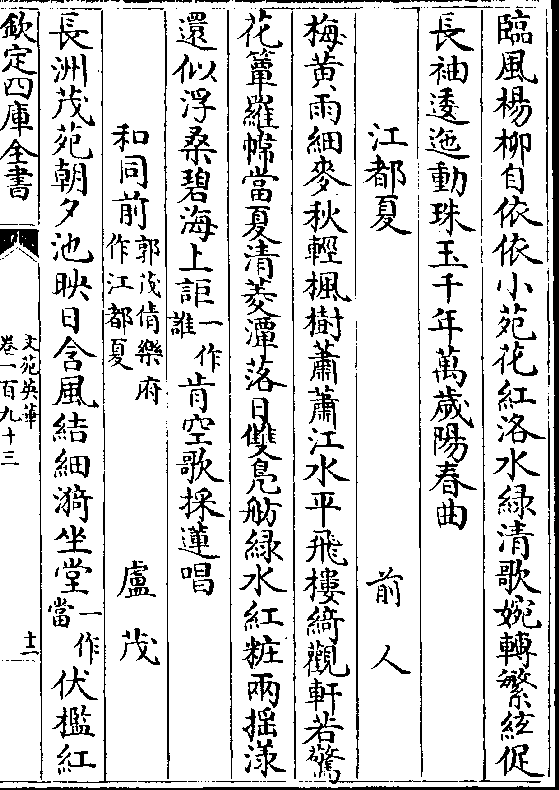 臨風楊柳自依依小苑花紅洛水綠清歌婉轉繁絃促
長袖逶迤動珠玉千年萬歲陽春曲
江都夏 前人
梅黃雨細麥秋輕楓樹蕭蕭江水平飛樓綺觀軒若驚
花簟羅幃當夏清菱潭落日雙鳧舫綠水紅粧兩揺漾
還似浮桑碧海上詎一作誰肯空歌採蓮唱
和同前郭茂倩樂府作江都夏 盧茂
長洲茂苑朝夕池映日含風結細漪坐堂一作當伏檻紅
欽定四庫全書
文苑英華
卷一百九十三
十二